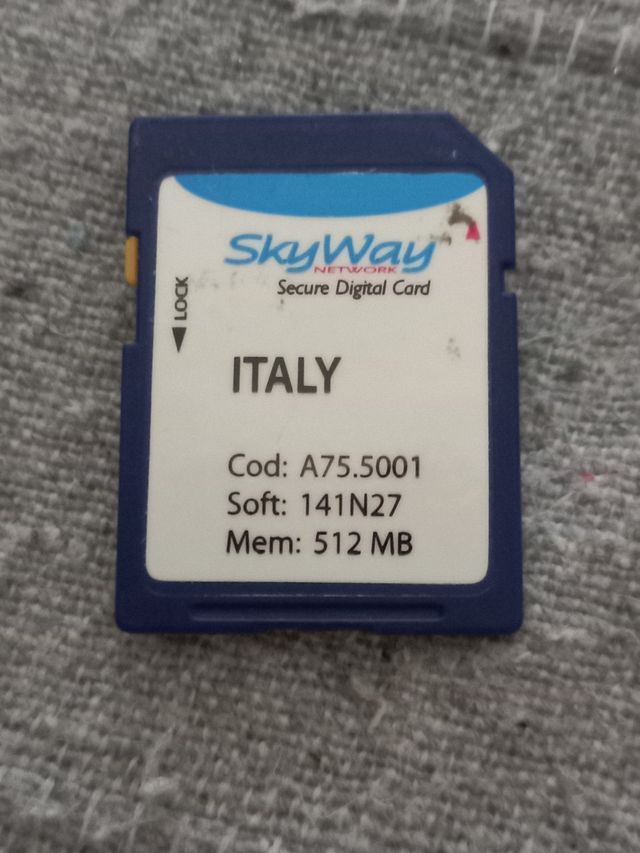 SkyWay
NETWORK
Secure Digital Card
LOCK
ITALY
Cod: A75.5001
Soft: 141N27
Mem: 512 MB